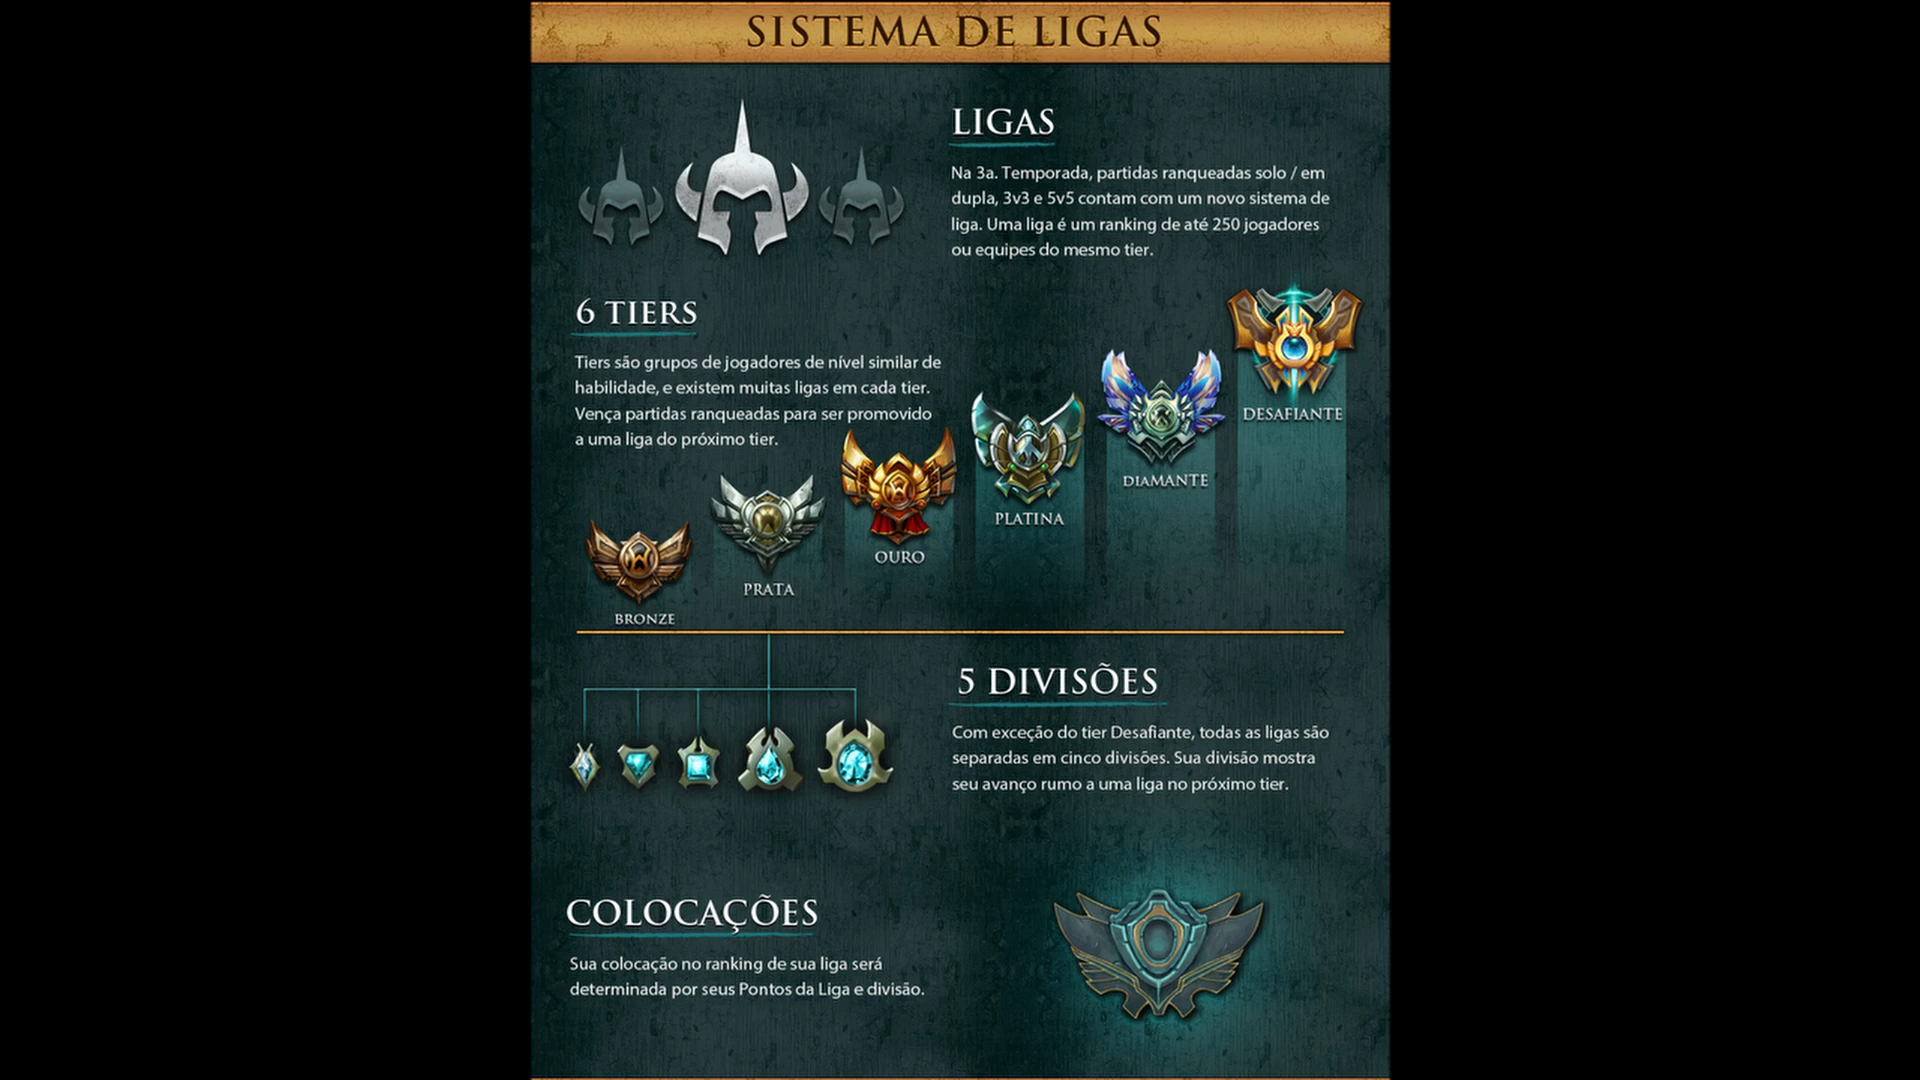 SISTEMA DE LIGAS
LIGAS
Na 3a. Temporada, partidas ranqueadas solo / em
dupla, 3v3 e 5v5 contam com um novo sistema de
liga. Uma liga é um ranking de até 250 jogadores
ou equipes do mesmo tier.
6 TIERS
Tiers são grupos de jogadores de nível similar de
habilidade, e existem muitas ligas em cada tier.
Vença partidas ranqueadas para ser promovido
a uma liga do próximo tier.
BRONZE
PRATA
OURO
PLATINA
DIaMANTE
DESAFIANTE
5 DIVISÕES
Com exceção do tier Desafiante, todas as ligas são
separadas em cinco divisões. Sua divisão mostra
seu avanço rumo a uma liga no próximo tier.
COLOCAÇÕES
Sua colocação no ranking de sua liga será
determinada por seus Pontos da Liga e divisão.